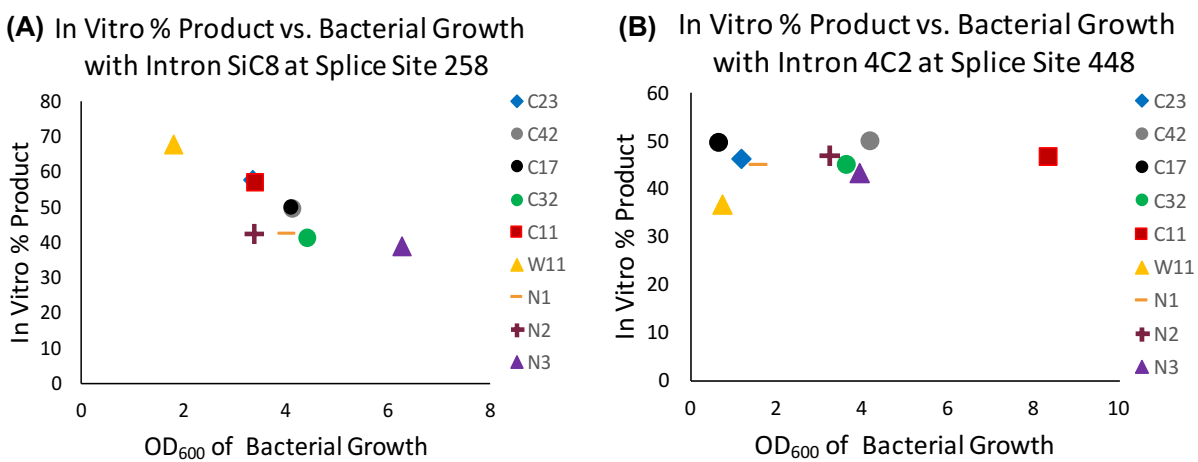 (A) In Vitro % Product vs. Bacterial Growth
with Intron SiC8 at Splice Site 258
In Vitro % Product
80
70
60
50
40
30
20
10
0
0 2 4 6 8
OD₆₀₀ of Bacterial Growth
C23
C42
C17
C32
C11
W11
N1
N2
N3
(B) In Vitro % Product vs. Bacterial Growth
with Intron 4C2 at Splice Site 448
In Vitro % Product
60
50
40
30
20
10
0
0 2 4 6 8 10
OD₆₀₀ of Bacterial Growth
C23
C42
C17
C32
C11
W11
N1
N2
N3